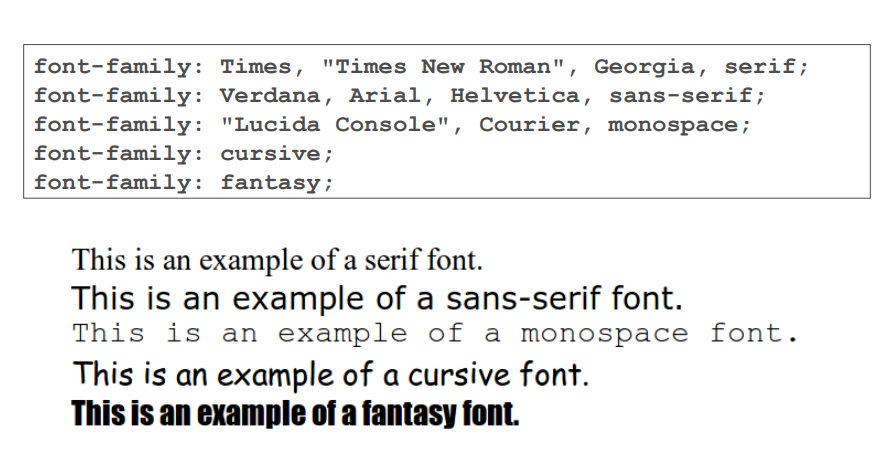 font-family: Times, "Times New Roman", Georgia, serif;
font-family: Verdana, Arial, Helvetica, sans-serif;
font-family: "Lucida Console", Courier, monospace;
font-family: cursive;
font-family: fantasy;
This is an example of a serif font.
This is an example of a sans-serif font.
This is an example of a monospace font.
This is an example of a cursive font.
This is an example of a fantasy font.